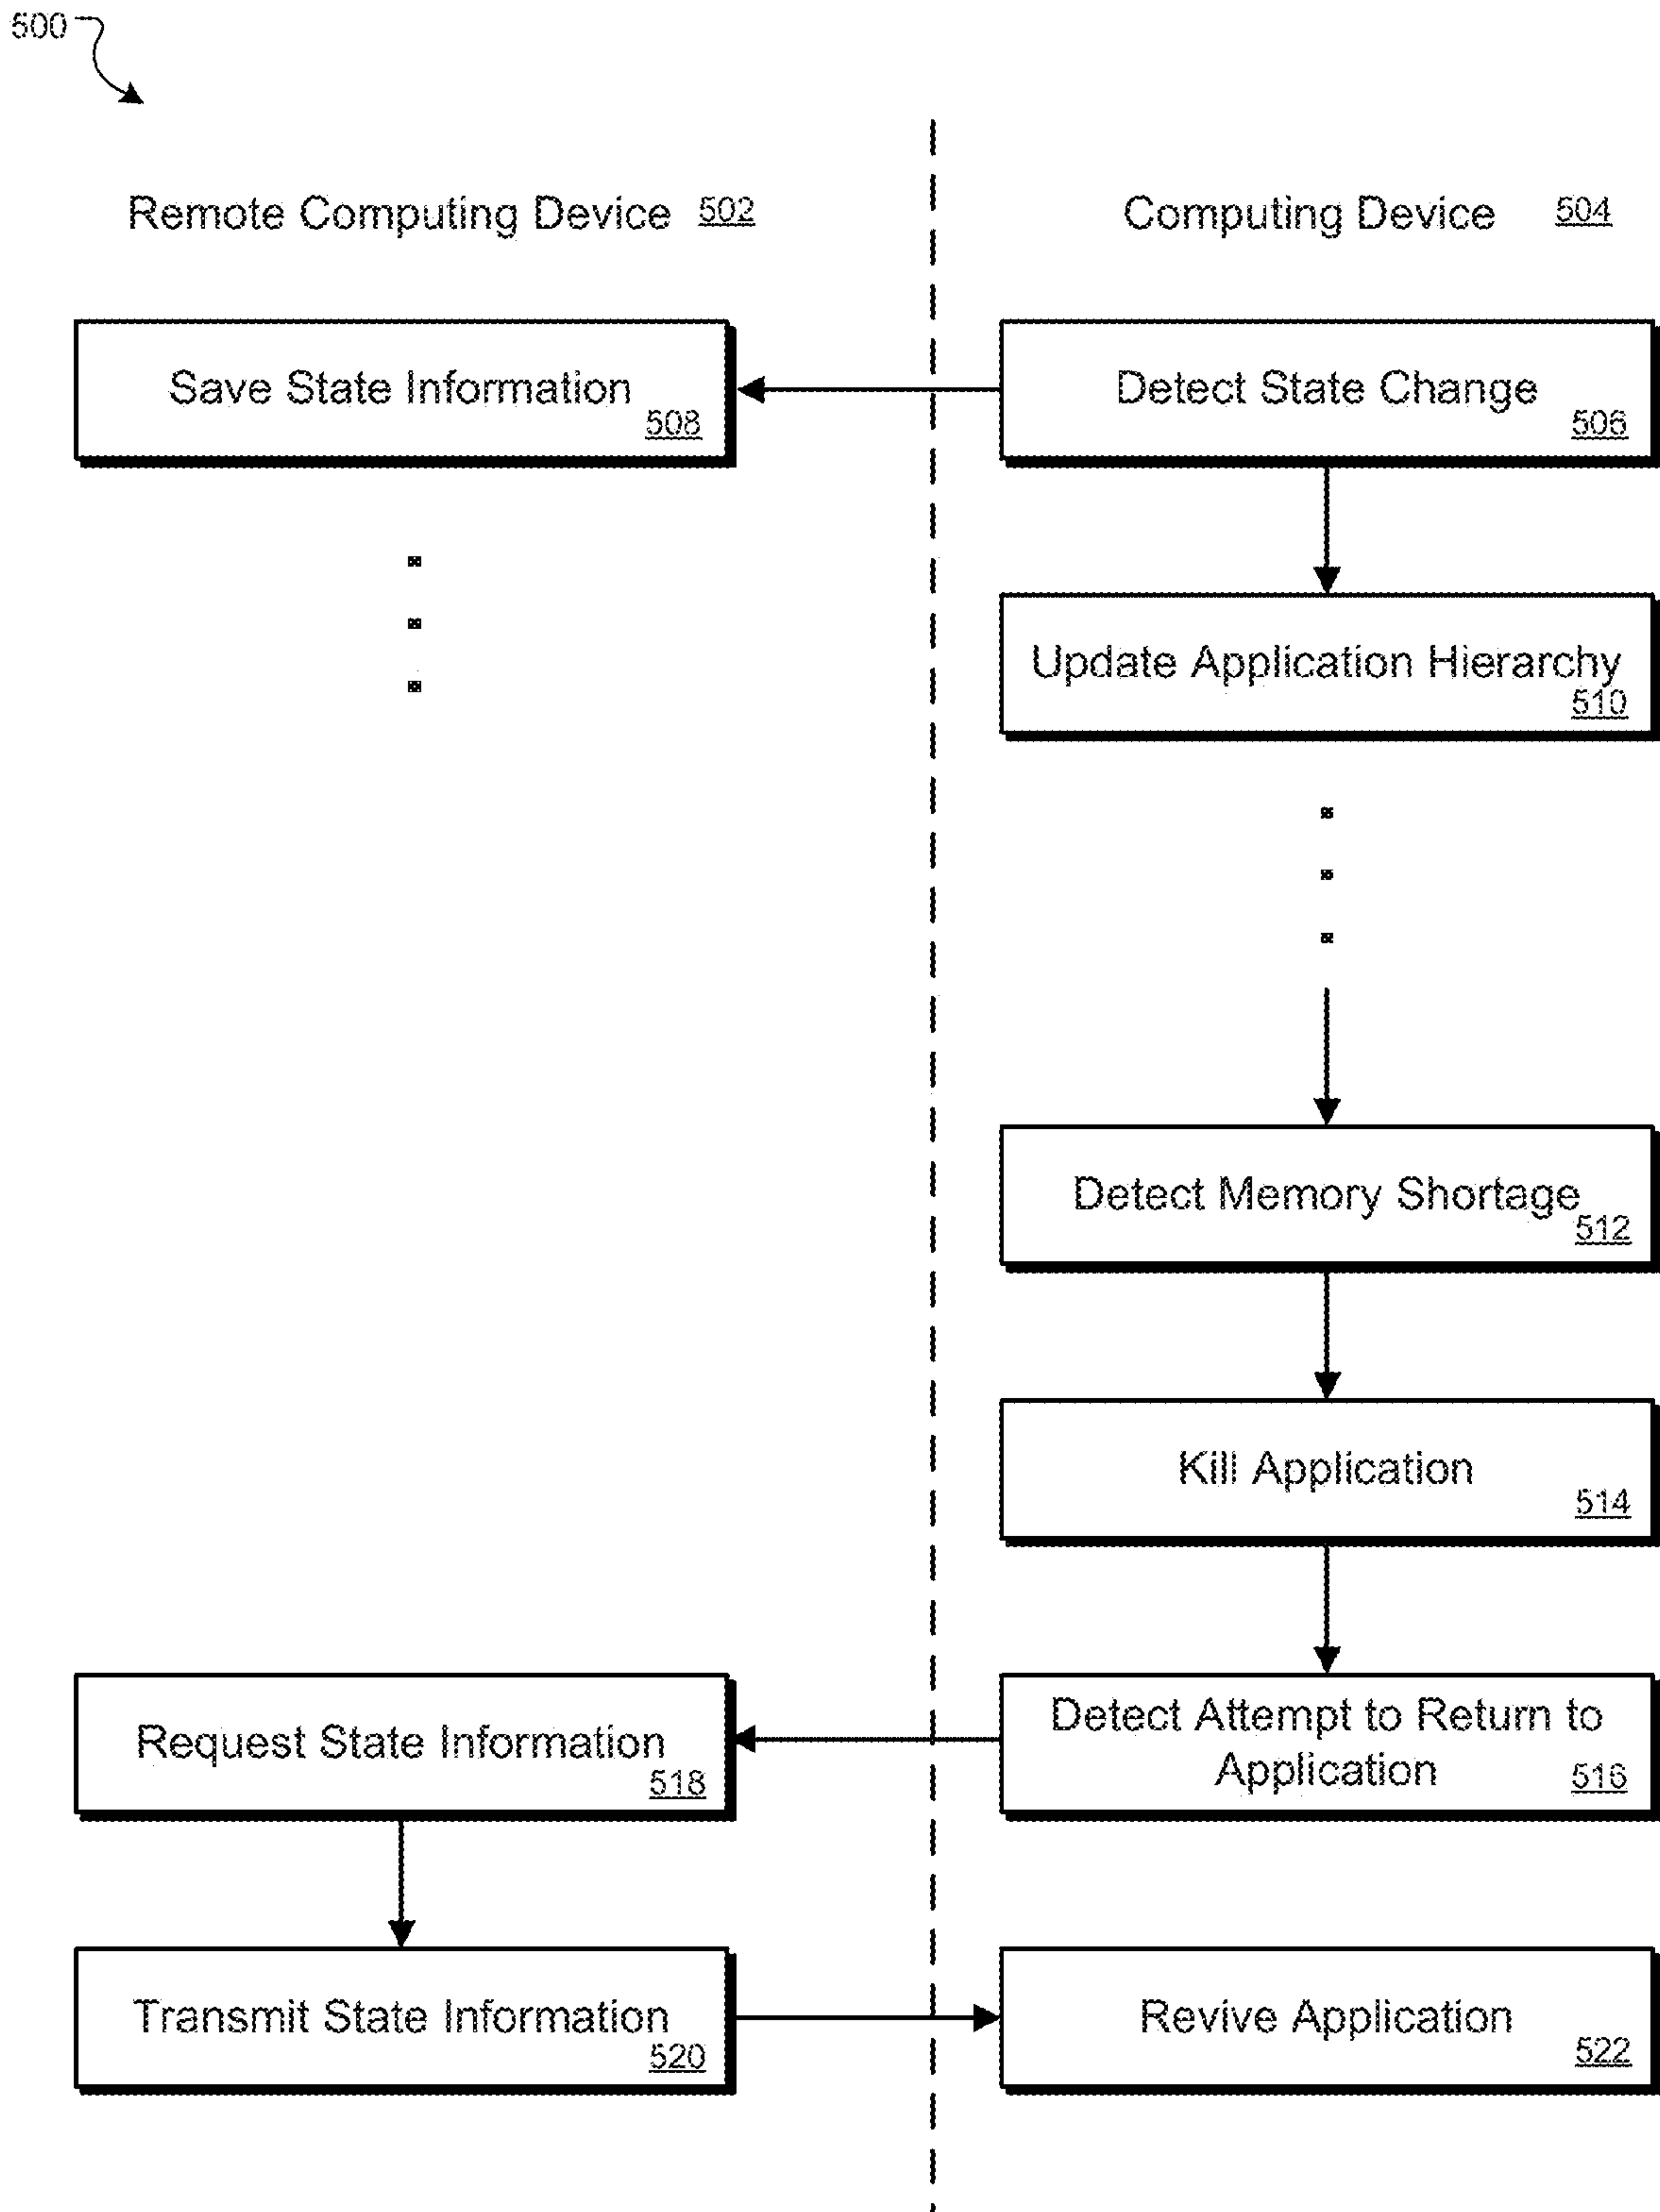 500
Remote Computing Device 502
Computing Device 504
Save State Information
508
Detect State Change
506
Update Application Hierarchy
510
Detect Memory Shortage
512
Kill Application
514
Request State Information
518
Detect Attempt to Return to
Application 516
Transmit State Information
520
Revive Application
522